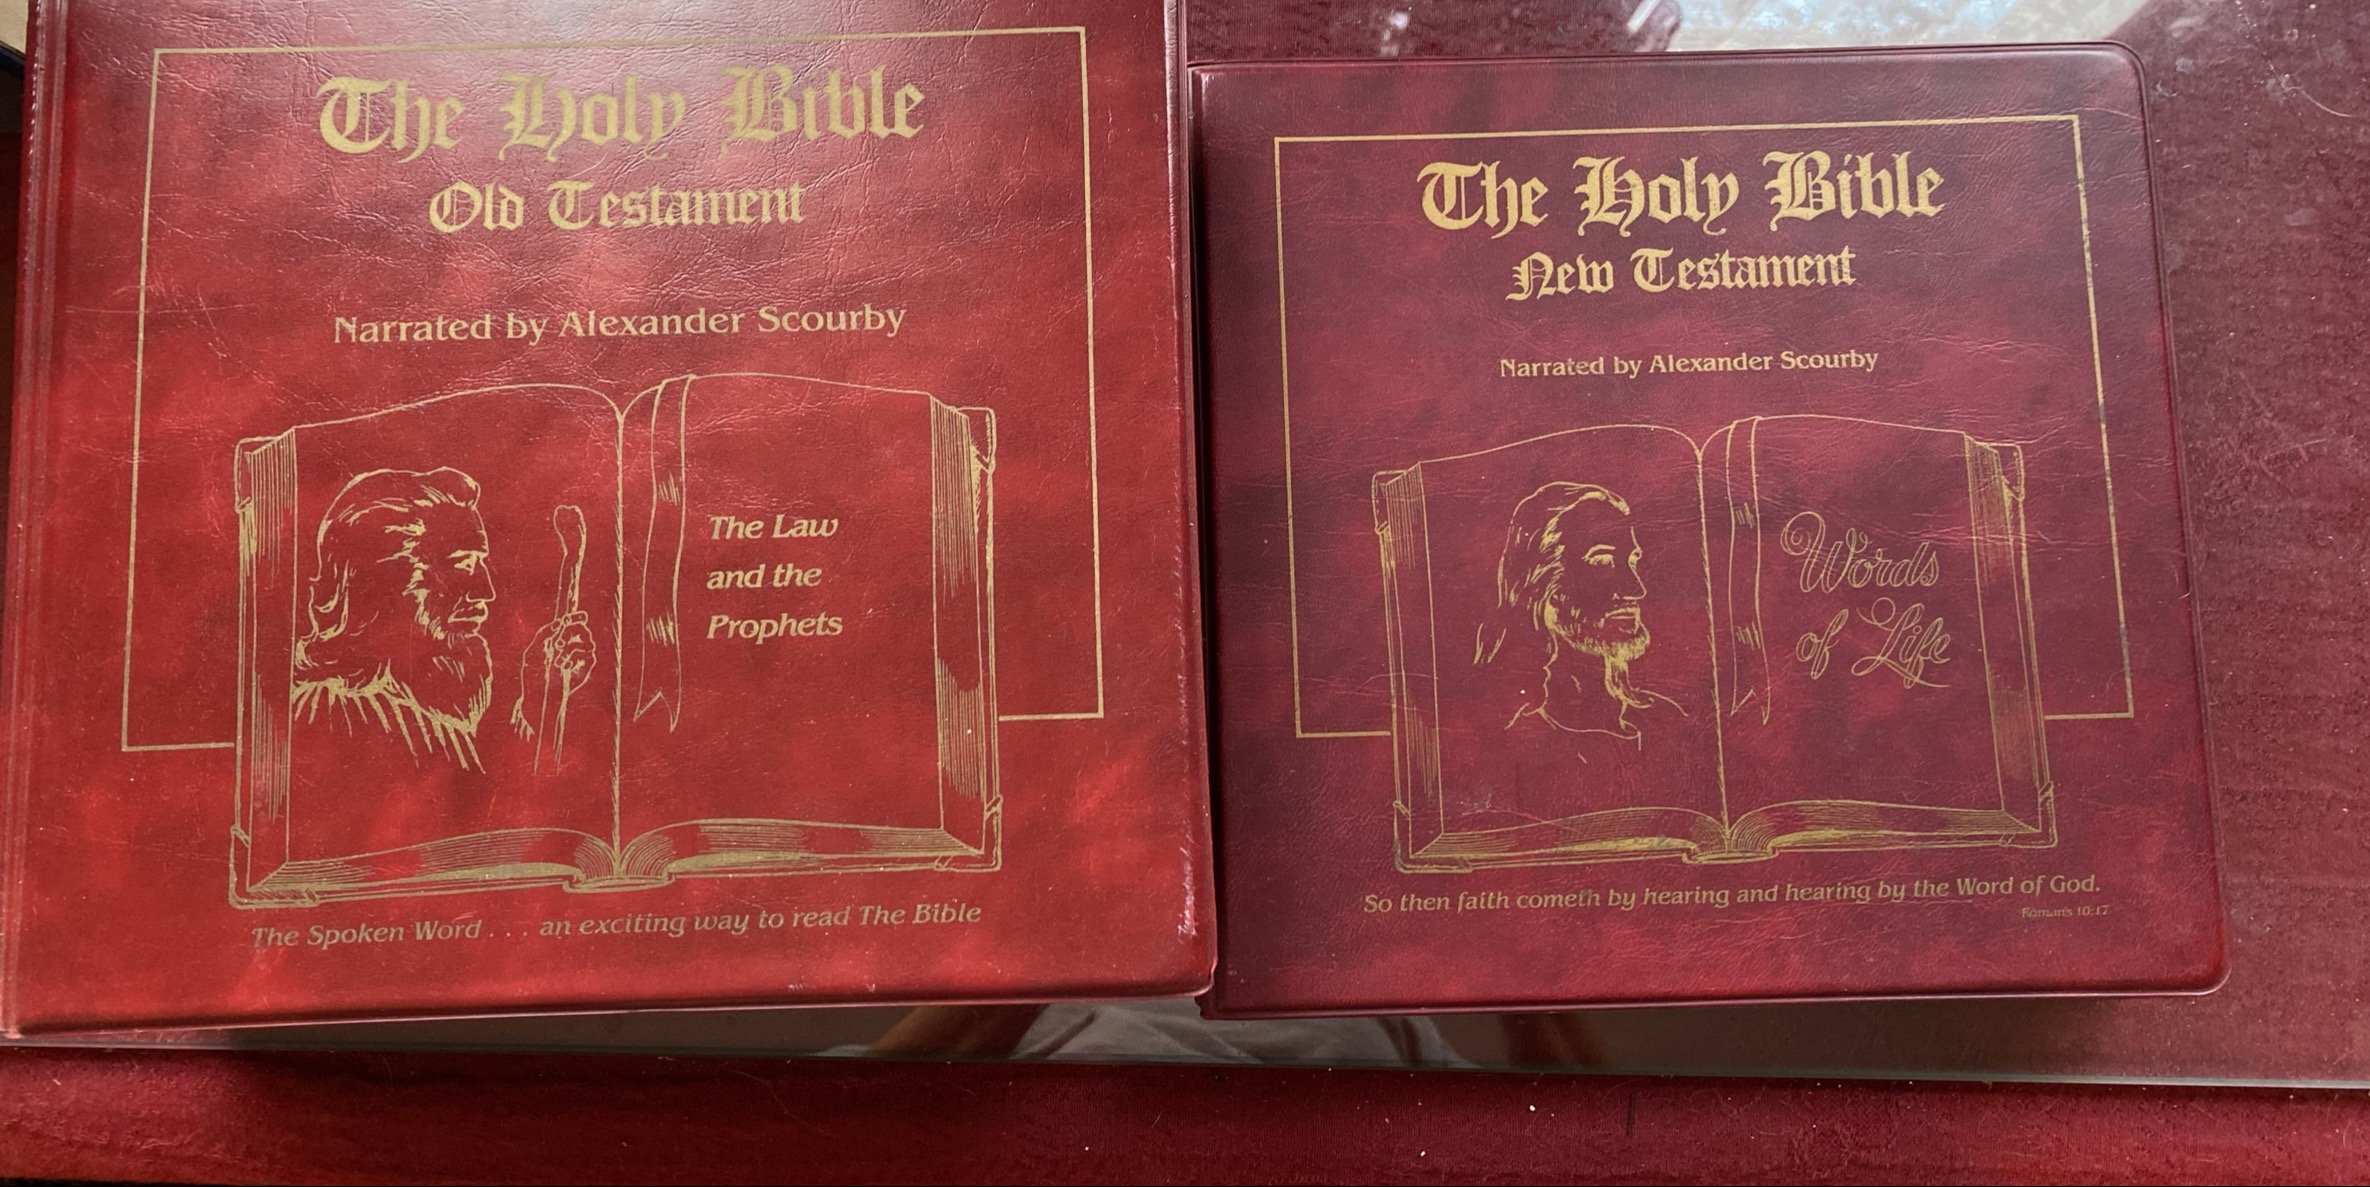 The Holy Bible
Old Testament
Narrated by Alexander Scourby
The Law
and the
Prophets
The Spoken Word . . . an exciting way to read The Bible
The Holy Bible
New Testament
Narrated by Alexander Scourby
Words
of Life
So then faith cometh by hearing and hearing by the Word of God.
Romans 10:17